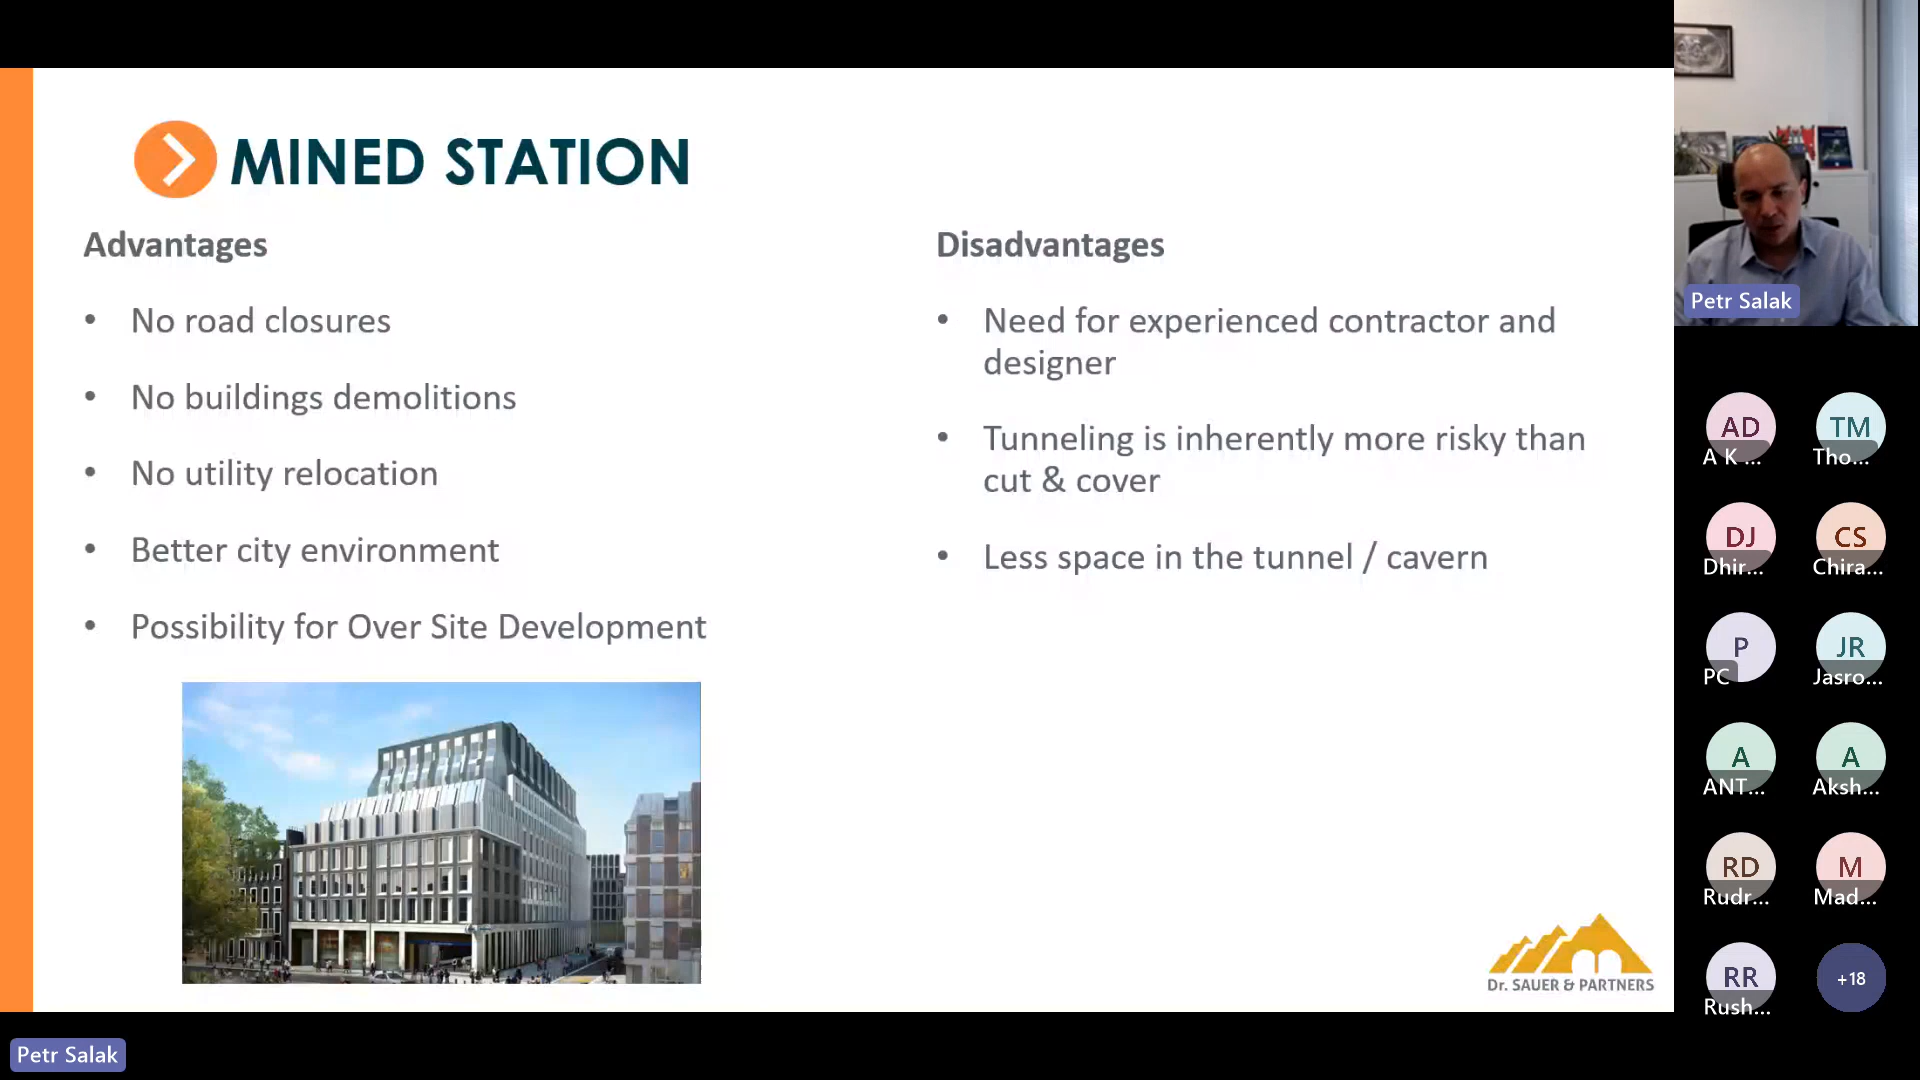 MINED STATION
Advantages
• No road closures
• No buildings demolitions
• No utility relocation
• Better city environment
• Possibility for Over Site Development
Disadvantages
• Need for experienced contractor and
designer
• Tunneling is inherently more risky than
cut & cover
• Less space in the tunnel / cavern
Dr. SAUER & PARTNERS
Petr Salak
Petr Salak
AD
A K ...
TM
Tho...
DJ
Dhir...
CS
Chira...
P
PC
JR
Jasro...
A
ANT...
A
Aksh...
RD
Rudr...
M
Mad...
RR
Rush...
+18